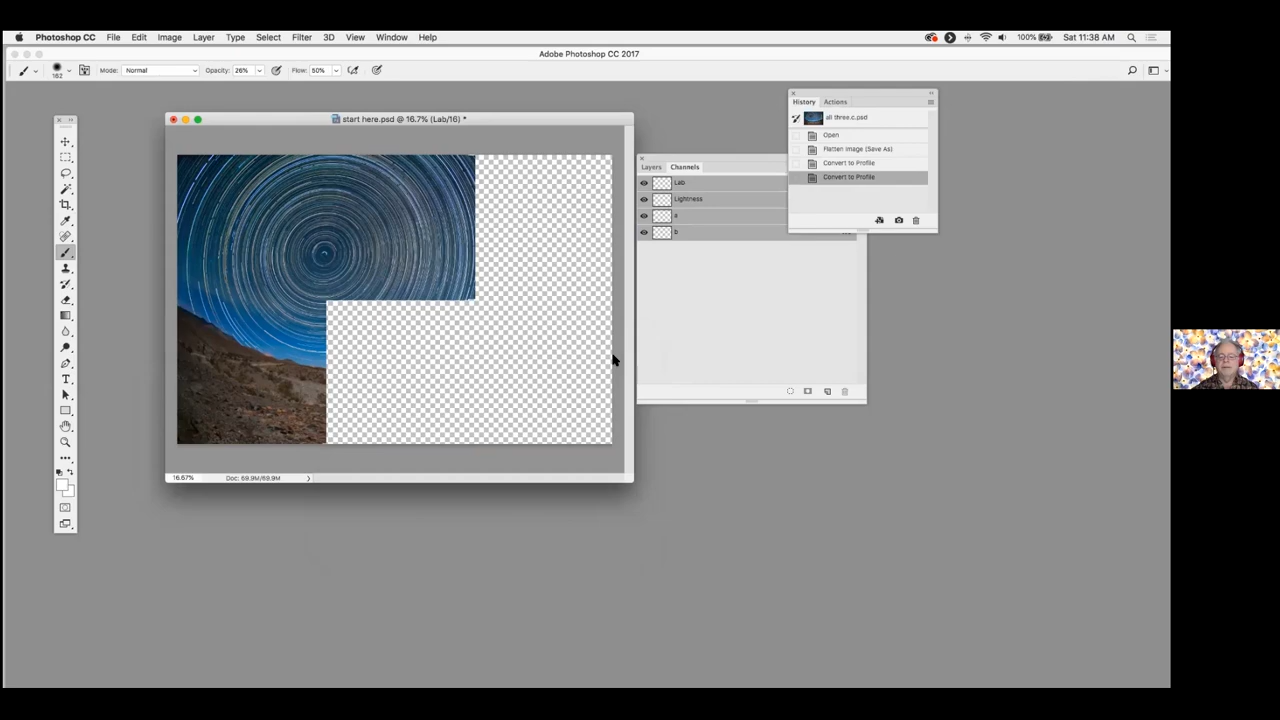 Photoshop CC File Edit Image Layer Type Select Filter 3D View Window Help 100% Sat 11:38 AM
Adobe Photoshop CC 2017
182 Mode: Normal Opacity: 26% Flow: 50%
History Actions
all three.c.psd
Open
Flatten Image (Save As)
Convert to Profile
Convert to Profile
start here.psd @ 16.7% (Lab/16) *
Layers Channels
Lab
Lightness
a
b
16.67% Doc: 69.9M/69.9M